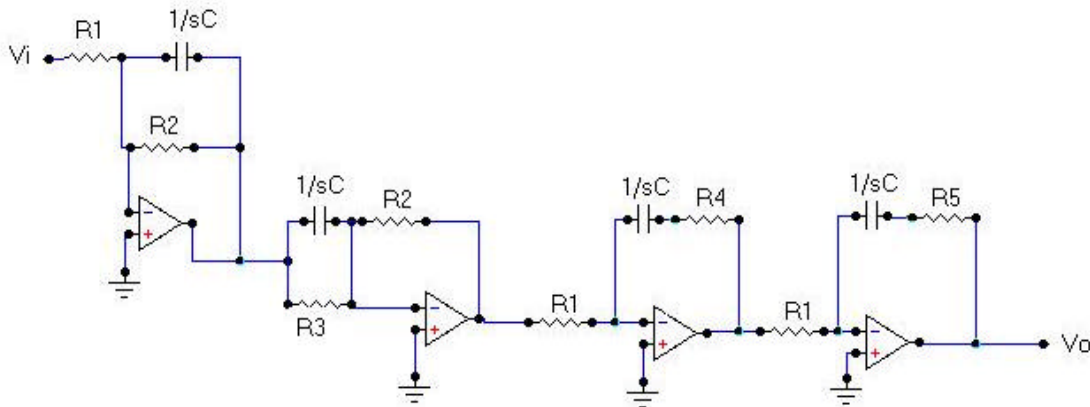 1/sC
R1
Vi
R2
1/sC
R2
1/sC
R4
1/sC
R5
R3
R1
R1
Vo
-
+
-
+
-
+
-
+